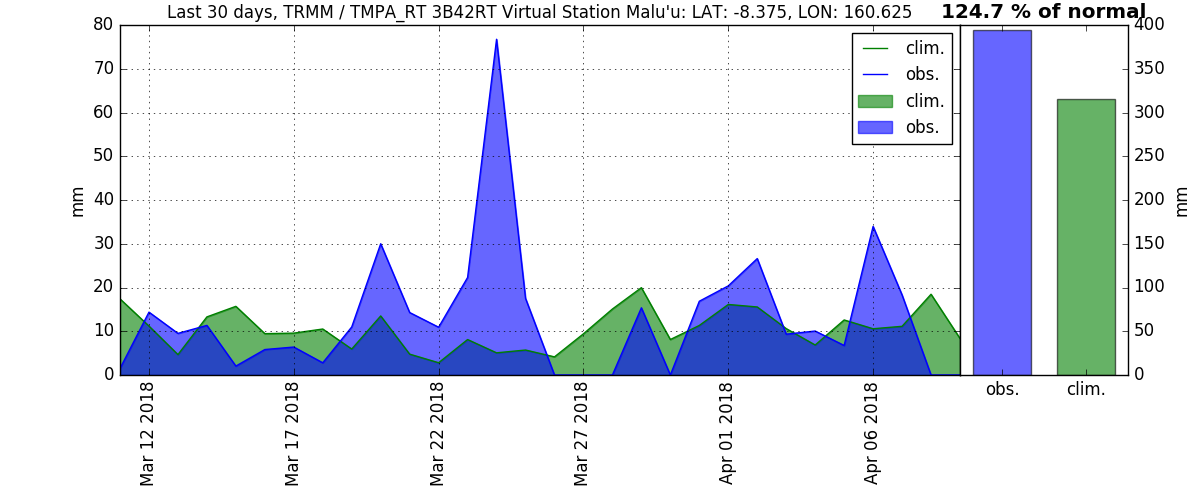 Last 30 days, TRMM / TMPA_RT 3B42RT Virtual Station Malu'u: LAT: -8.375, LON: 160.625
124.7 % of normal
80
70
60
50
40
30
20
10
0
mm
clim.
obs.
clim.
obs.
Mar 12 2018
Mar 17 2018
Mar 22 2018
Mar 27 2018
Apr 01 2018
Apr 06 2018
400
350
300
250
200
150
100
50
0
mm
obs.
clim.